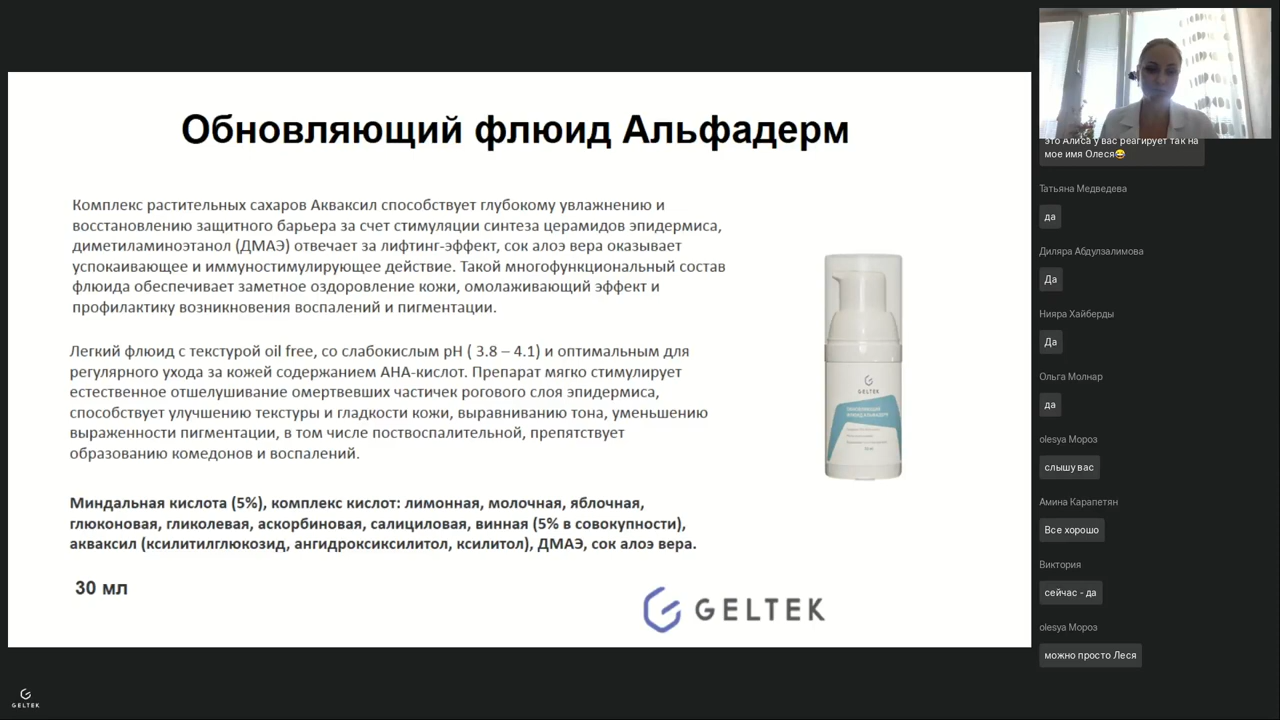 Обновляющий флюид Альфадерм
Комплекс растительных сахаров Акваксил способствует глубокому увлажнению и
восстановлению защитного барьера за счет стимуляции синтеза церамидов эпидермиса,
диметиламиноэтанол (ДМАЭ) отвечает за лифтинг-эффект, сок алоэ вера оказывает
успокаивающее и иммуностимулирующее действие. Такой многофункциональный состав
флюида обеспечивает заметное оздоровление кожи, омолаживающий эффект и
профилактику возникновения воспалений и пигментации.
Легкий флюид с текстурой oil free, со слабокислым pH ( 3.8 – 4.1) и оптимальным для
регулярного ухода за кожей содержанием АНА-кислот. Препарат мягко стимулирует
естественное отшелушивание омертвевших частичек рогового слоя эпидермиса,
способствует улучшению текстуры и гладкости кожи, выравниванию тона, уменьшению
выраженности пигментации, в том числе поствоспалительной, препятствует
образованию комедонов и воспалений.
Миндальная кислота (5%), комплекс кислот: лимонная, молочная, яблочная,
глюконовая, гликолевая, аскорбиновая, салициловая, винная (5% в совокупности),
акваксил (ксилитилглюкозид, ангидроксиксилитол, ксилитол), ДМАЭ, сок алоэ вера.
30 мл
GELTEK
ОБНОВЛЯЮЩИЙ
ФЛЮИД АЛЬФАДЕРМ
GELTEK
GELTEK
это Алиса у вас реагирует так на
мое имя Олеся😂
Татьяна Медведева
да
Диляра Абдулзалимова
Да
Нияра Хайберды
Да
Ольга Молнар
да
olesya Мороз
слышу вас
Амина Карапетян
Все хорошо
Виктория
сейчас - да
olesya Мороз
можно просто Леся